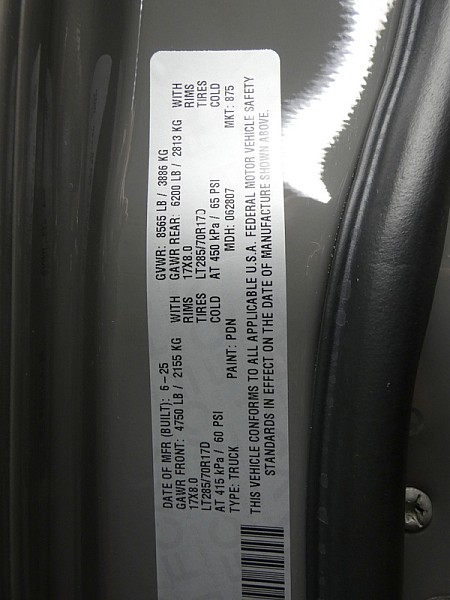 DATE OF MFR (BUILT): 6-25 GVWR: 8565 LB / 3886 KG
GAWR FRONT: 4750 LB / 2155 KG WITH GAWR REAR: 6200 LB / 2813 KG WITH
17X8.0 RIMS 17X8.0 RIMS
LT285/70R17D TIRES LT285/70R17D TIRES
AT 415 kPa / 60 PSI COLD AT 450 kPa / 65 PSI COLD
TYPE: TRUCK PAINT: PDN MDH: 062807 MKT: 875
THIS VEHICLE CONFORMS TO ALL APPLICABLE U.S.A. FEDERAL MOTOR VEHICLE SAFETY
STANDARDS IN EFFECT ON THE DATE OF MANUFACTURE SHOWN ABOVE.